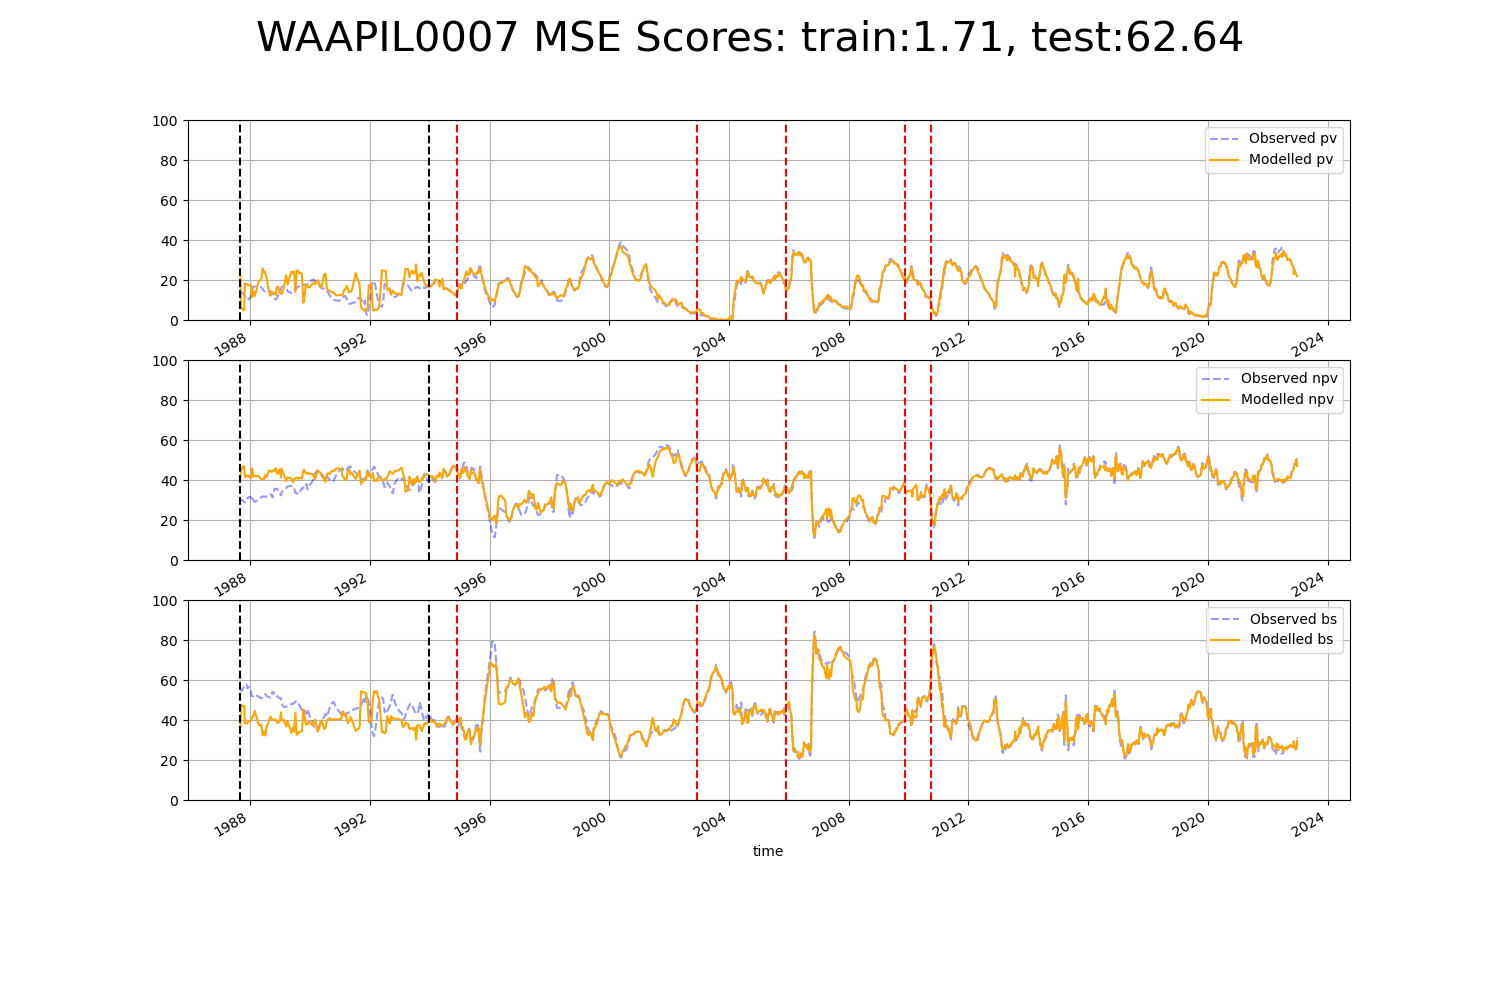 WAAPIL0007 MSE Scores: train:1.71, test:62.64
100
80
60
40
20
0
Observed pv
Modelled pv
1988 1992 1996 2000 2004 2008 2012 2016 2020 2024
100
80
60
40
20
0
Observed npv
Modelled npv
1988 1992 1996 2000 2004 2008 2012 2016 2020 2024
100
80
60
40
20
0
Observed bs
Modelled bs
1988 1992 1996 2000 2004 2008 2012 2016 2020 2024
time